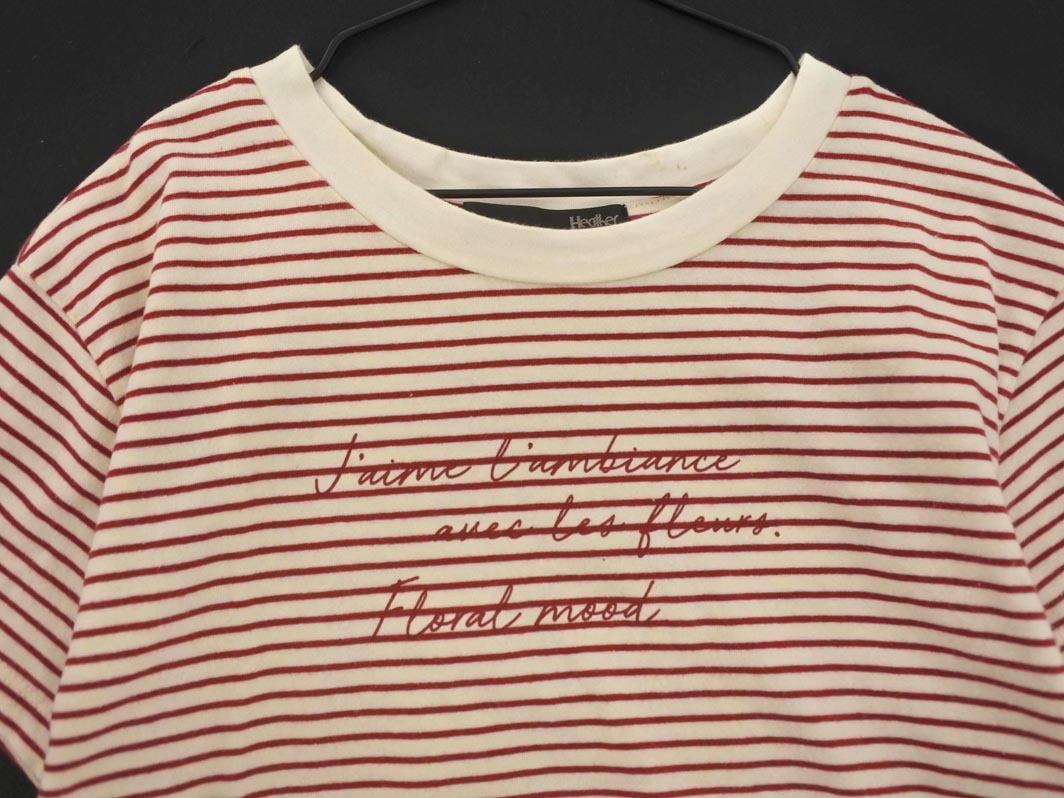 Heather
J'aime l'ambiance
avec les fleurs.
Floral mood